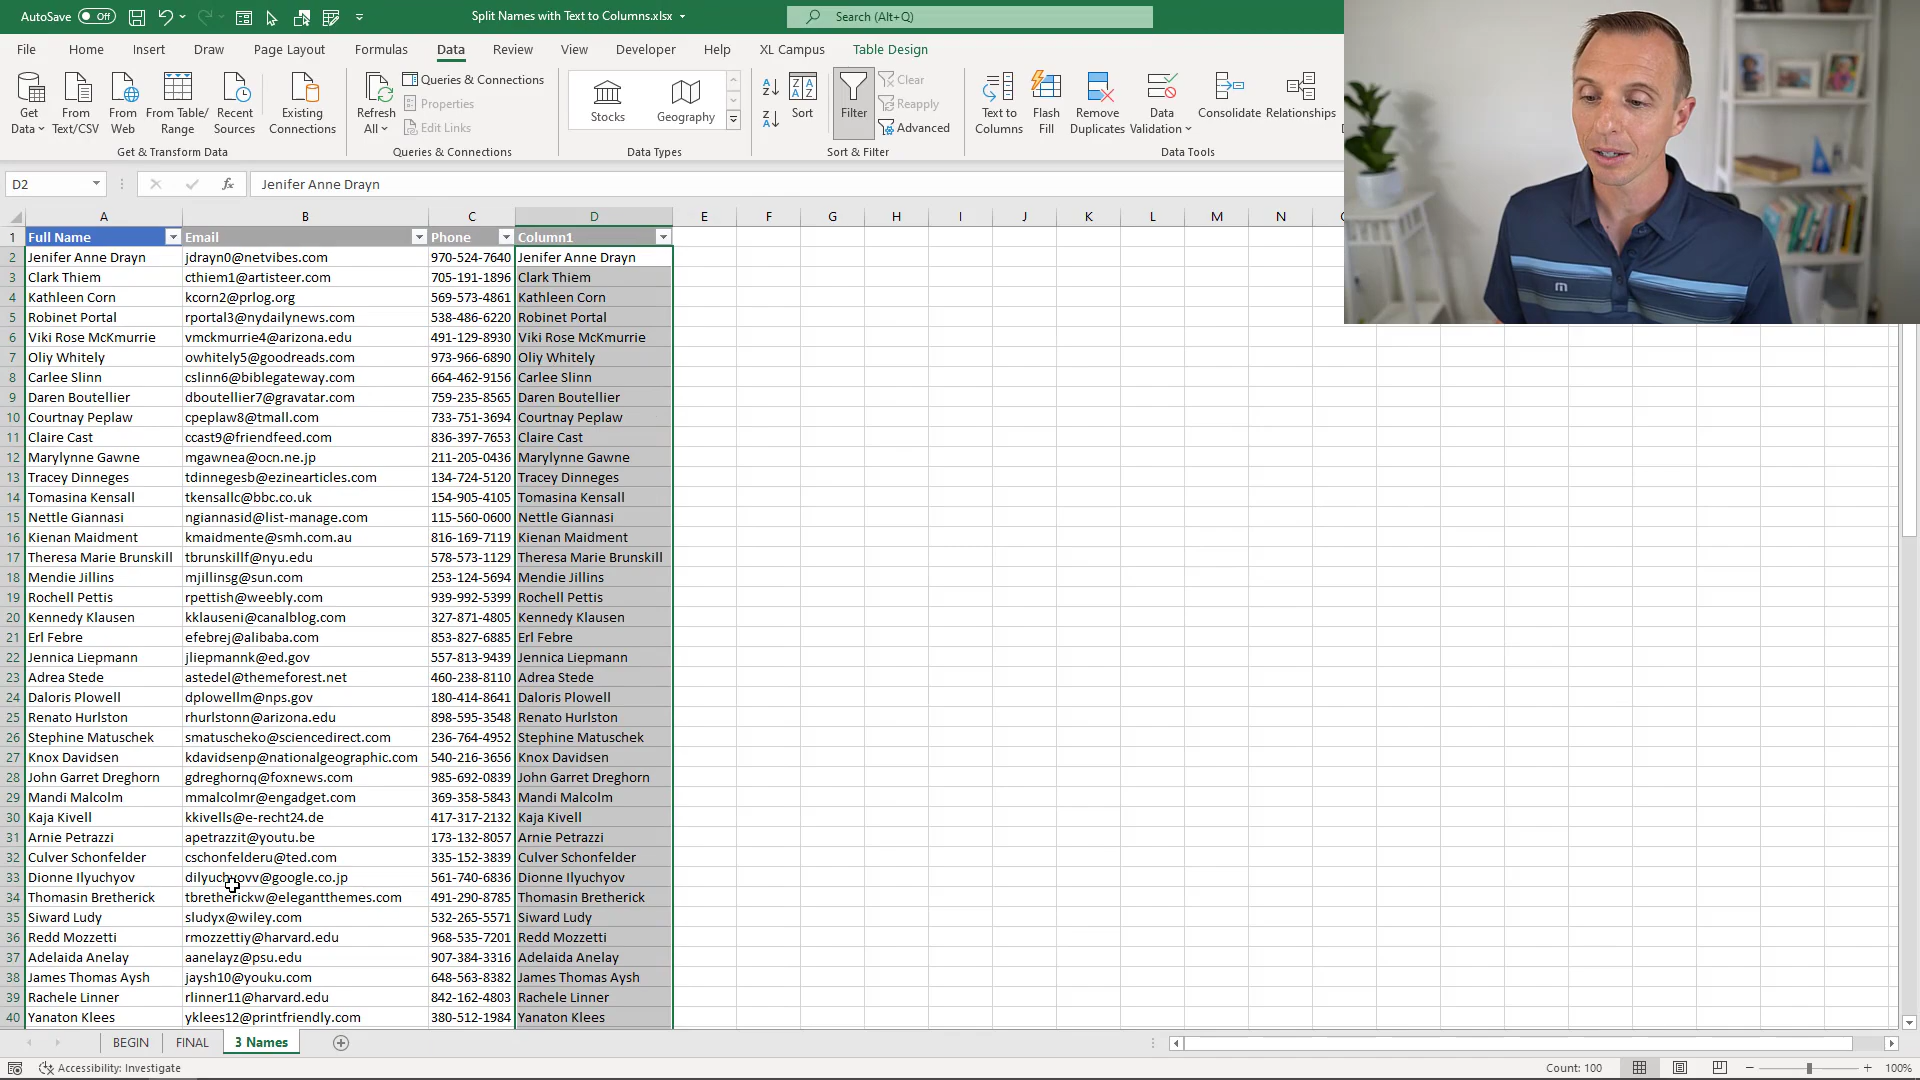 AutoSave Off Split Names with Text to Columns.xlsx Search (Alt+Q)
File Home Insert Draw Page Layout Formulas Data Review View Developer Help XL Campus Table Design
Get Data From Text/CSV From Web From Table/ Range Recent Sources Existing Connections
Get & Transform Data
Refresh All Queries & Connections
Properties
Edit Links
Queries & Connections
Stocks Geography
Data Types
Sort Filter Clear
Reapply
Advanced
Sort & Filter
Text to Columns Flash Fill Remove Duplicates Data Validation Consolidate Relationships
Data Tools
D2 fx Jenifer Anne Drayn
A B C D E F G H I J K L M N
1 Full Name Email Phone Column1
2 Jenifer Anne Drayn jdrayn0@netvibes.com 970-524-7640 Jenifer Anne Drayn
3 Clark Thiem cthiem1@artisteer.com 705-191-1896 Clark Thiem
4 Kathleen Corn kcorn2@prlog.org 569-573-4861 Kathleen Corn
5 Robinet Portal rportal3@nydailynews.com 538-486-6220 Robinet Portal
6 Viki Rose McKmurrie vmckmurrie4@arizona.edu 491-129-8930 Viki Rose McKmurrie
7 Oliy Whitely owhitely5@goodreads.com 973-966-6890 Oliy Whitely
8 Carlee Slinn cslinn6@biblegateway.com 664-462-9156 Carlee Slinn
9 Daren Boutellier dboutellier7@gravatar.com 759-235-8565 Daren Boutellier
10 Courtnay Peplaw cpeplaw8@tmall.com 733-751-3694 Courtnay Peplaw
11 Claire Cast ccast9@friendfeed.com 836-397-7653 Claire Cast
12 Marylynne Gawne mgawnea@ocn.ne.jp 211-205-0436 Marylynne Gawne
13 Tracey Dinneges tdinnegesb@ezinearticles.com 134-724-5120 Tracey Dinneges
14 Tomasina Kensall tkensallc@bbc.co.uk 154-905-4105 Tomasina Kensall
15 Nettle Giannasi ngiannasid@list-manage.com 115-560-0600 Nettle Giannasi
16 Kienan Maidment kmaidmente@smh.com.au 816-169-7119 Kienan Maidment
17 Theresa Marie Brunskill tbrunskillf@nyu.edu 578-573-1129 Theresa Marie Brunskill
18 Mendie Jillins mjillinsg@sun.com 253-124-5694 Mendie Jillins
19 Rochell Pettis rpettish@weebly.com 939-992-5399 Rochell Pettis
20 Kennedy Klausen kklauseni@canalblog.com 327-871-4805 Kennedy Klausen
21 Erl Febre efebrej@alibaba.com 853-827-6885 Erl Febre
22 Jennica Liepmann jliepmannk@ed.gov 557-813-9439 Jennica Liepmann
23 Adrea Stede astedel@themeforest.net 460-238-8110 Adrea Stede
24 Daloris Plowell dplowellm@nps.gov 180-414-8641 Daloris Plowell
25 Renato Hurlston rhurlstonn@arizona.edu 898-595-3548 Renato Hurlston
26 Stephine Matuschek smatuscheko@sciencedirect.com 236-764-4952 Stephine Matuschek
27 Knox Davidsen kdavidsenp@nationalgeographic.com 540-216-3656 Knox Davidsen
28 John Garret Dreghorn gdreghornq@foxnews.com 985-692-0839 John Garret Dreghorn
29 Mandi Malcolm mmalcolmr@engadget.com 369-358-5843 Mandi Malcolm
30 Kaja Kivell kkivells@e-recht24.de 417-317-2132 Kaja Kivell
31 Arnie Petrazzi apetrazzit@youtu.be 173-132-8057 Arnie Petrazzi
32 Culver Schonfelder cschonfelderu@ted.com 335-152-3839 Culver Schonfelder
33 Dionne Ilyuchyov dilyuchyovv@google.co.jp 561-740-6836 Dionne Ilyuchyov
34 Thomasin Bretherick tbretherickw@elegantthemes.com 491-290-8785 Thomasin Bretherick
35 Siward Ludy sludyx@wiley.com 532-265-5571 Siward Ludy
36 Redd Mozzetti rmozzettiy@harvard.edu 968-535-7201 Redd Mozzetti
37 Adelaida Anelay aanelayz@psu.edu 907-384-3316 Adelaida Anelay
38 James Thomas Aysh jaysh10@youku.com 648-563-8382 James Thomas Aysh
39 Rachele Linner rlinner11@harvard.edu 842-162-4803 Rachele Linner
40 Yanaton Klees yklees12@printfriendly.com 380-512-1984 Yanaton Klees
BEGIN FINAL 3 Names
Accessibility: Investigate Count: 100 100%